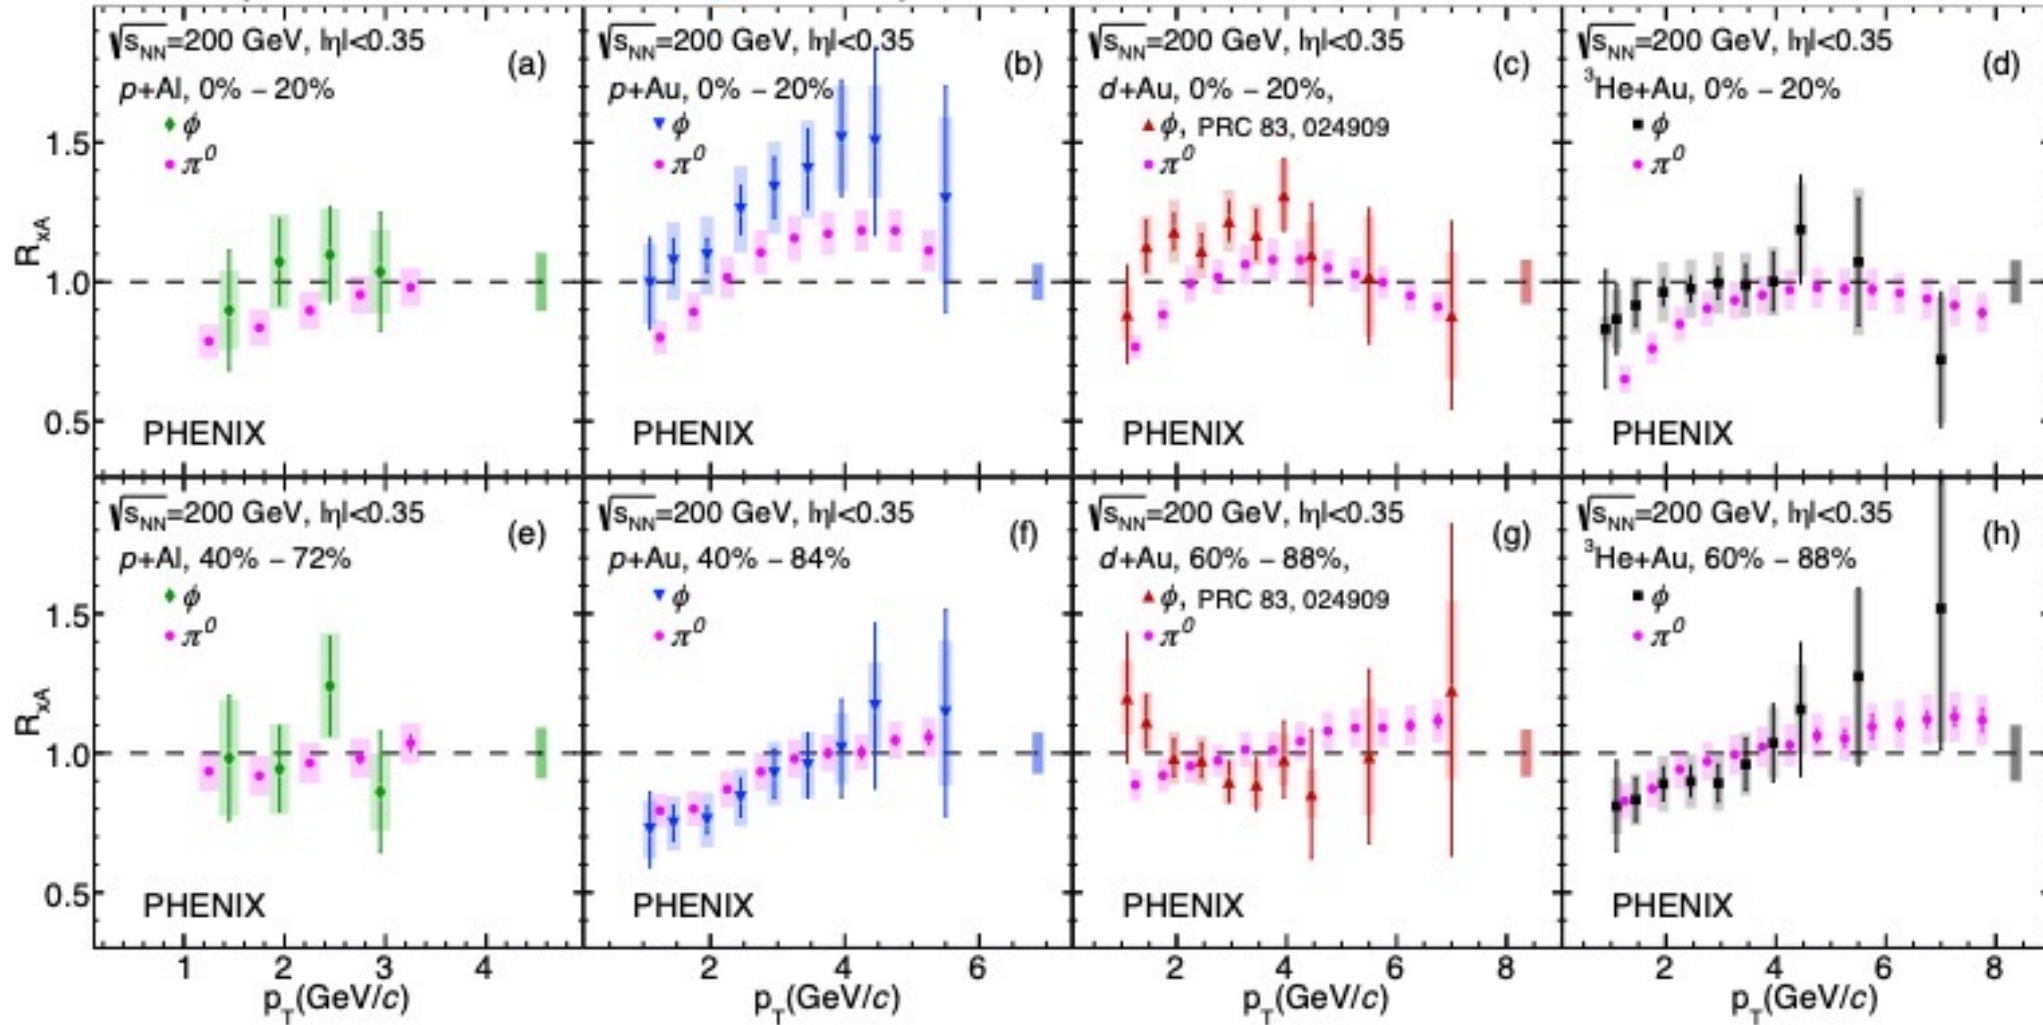 √sNN=200 GeV, |η|<0.35
(a)
p+Al, 0% – 20%
ϕ
π0
PHENIX
√sNN=200 GeV, |η|<0.35
(b)
p+Au, 0% – 20%
ϕ
π0
PHENIX
√sNN=200 GeV, |η|<0.35
(c)
d+Au, 0% – 20%,
ϕ, PRC 83, 024909
π0
PHENIX
√sNN=200 GeV, |η|<0.35
(d)
3He+Au, 0% – 20%
ϕ
π0
PHENIX
RxA
1.5
1.0
0.5
√sNN=200 GeV, |η|<0.35
(e)
p+Al, 40% – 72%
ϕ
π0
PHENIX
√sNN=200 GeV, |η|<0.35
(f)
p+Au, 40% – 84%
ϕ
π0
PHENIX
√sNN=200 GeV, |η|<0.35
(g)
d+Au, 60% – 88%,
ϕ, PRC 83, 024909
π0
PHENIX
√sNN=200 GeV, |η|<0.35
(h)
3He+Au, 60% – 88%
ϕ
π0
PHENIX
RxA
1.5
1.0
0.5
1 2 3 4
2 4 6
2 4 6 8
2 4 6 8
pT(GeV/c)
pT(GeV/c)
pT(GeV/c)
pT(GeV/c)